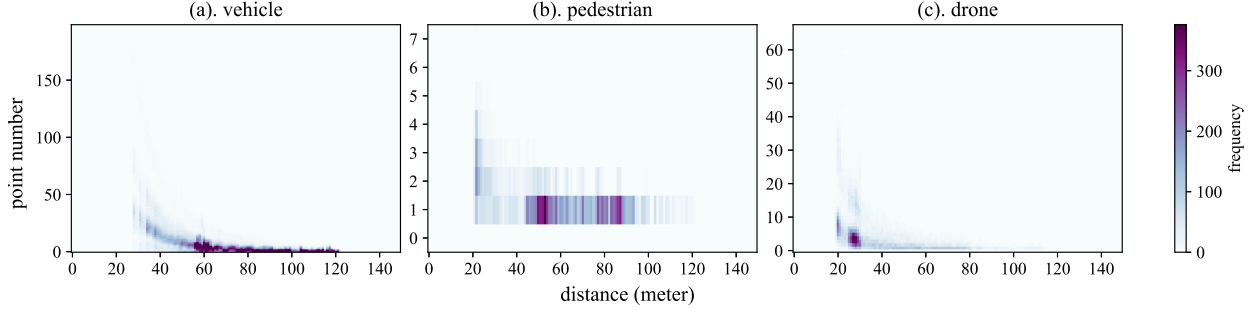 (a). vehicle
(b). pedestrian
(c). drone
point number
150
100
50
0
0 20 40 60 80 100 120 140
7
6
5
4
3
2
1
0
0 20 40 60 80 100 120 140
60
50
40
30
20
10
0
0 20 40 60 80 100 120 140
distance (meter)
300
200
100
0
frequency